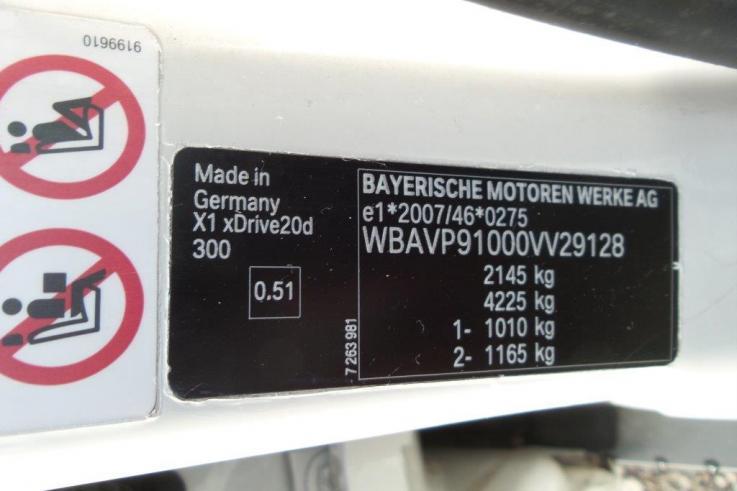 9199610
Made in
Germany
X1 xDrive20d
300
0.51
7 263 981
BAYERISCHE MOTOREN WERKE AG
e1*2007/46*0275
WBAVP91000VV29128
2145 kg
4225 kg
1- 1010 kg
2- 1165 kg